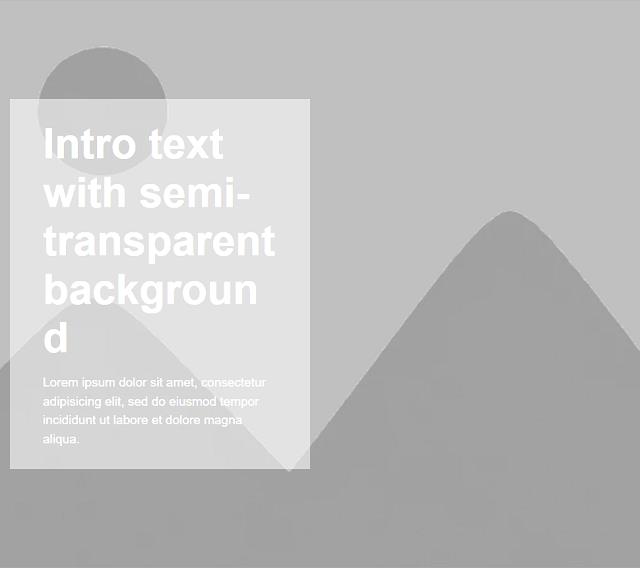 Intro text
with semi-
transparent
backgroun
d
Lorem ipsum dolor sit amet, consectetur
adipisicing elit, sed do eiusmod tempor
incididunt ut labore et dolore magna
aliqua.